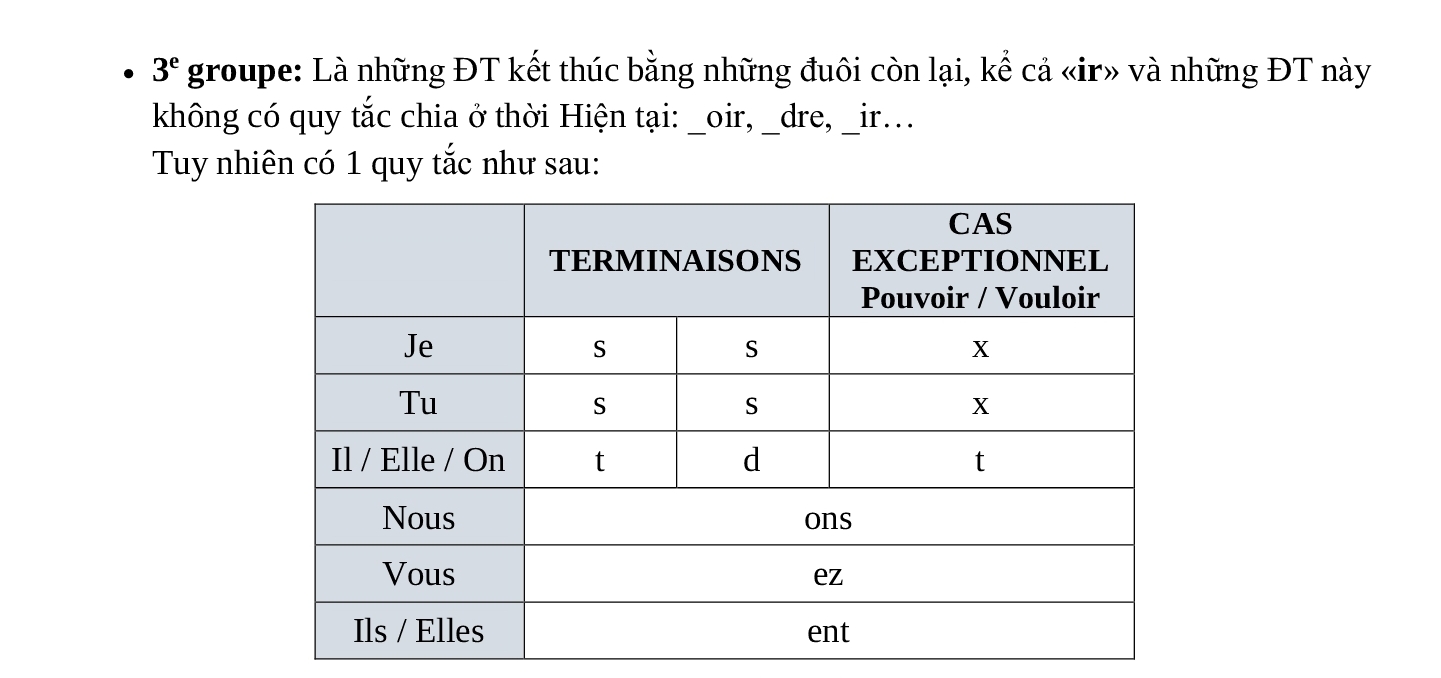 • 3e groupe: Là những ĐT kết thúc bằng những đuôi còn lại, kể cả «ir» và những ĐT này
không có quy tắc chia ở thời Hiện tại: _oir, _dre, _ir…
Tuy nhiên có 1 quy tắc như sau:
TERMINAISONS
CAS
EXCEPTIONNEL
Pouvoir / Vouloir
Je s s x
Tu s s x
Il / Elle / On t d t
Nous ons
Vous ez
Ils / Elles ent